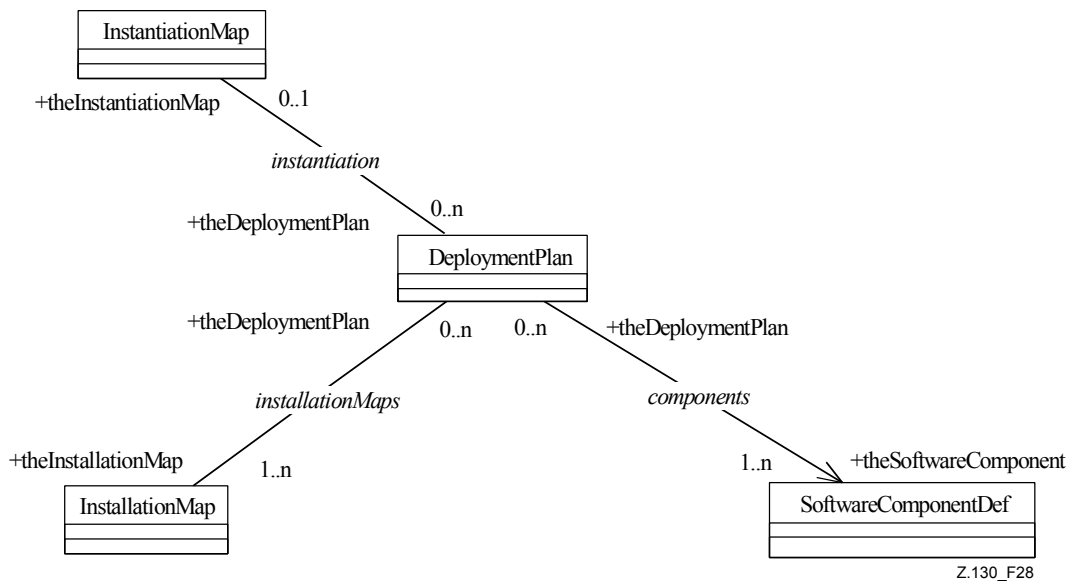 InstantiationMap
+theInstantiationMap
0..1
instantiation
0..n
+theDeploymentPlan
DeploymentPlan
+theDeploymentPlan
0..n
0..n
+theDeploymentPlan
installationMaps
components
+theInstallationMap
1..n
1..n
+theSoftwareComponent
InstallationMap
SoftwareComponentDef
Z.130_F28